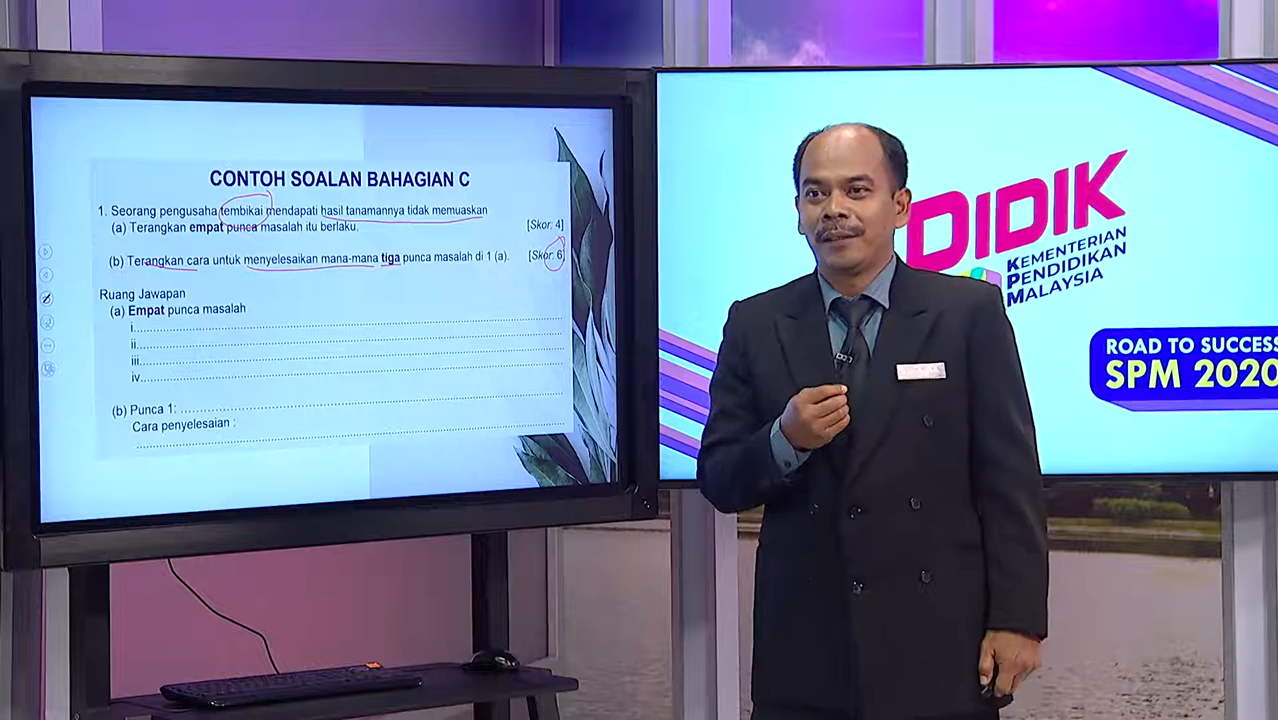 CONTOH SOALAN BAHAGIAN C
1. Seorang pengusaha tembikai mendapati hasil tanamannya tidak memuaskan
(a) Terangkan empat punca masalah itu berlaku. [Skor: 4]
(b) Terangkan cara untuk menyelesaikan mana-mana tiga punca masalah di 1 (a). [Skor: 6]
Ruang Jawapan
(a) Empat punca masalah
i.
ii.
iii.
iv.
(b) Punca 1:
Cara penyelesaian :
DIDIK
KEMENTERIAN
PENDIDIKAN
MALAYSIA
ROAD TO SUCCESS
SPM 2020